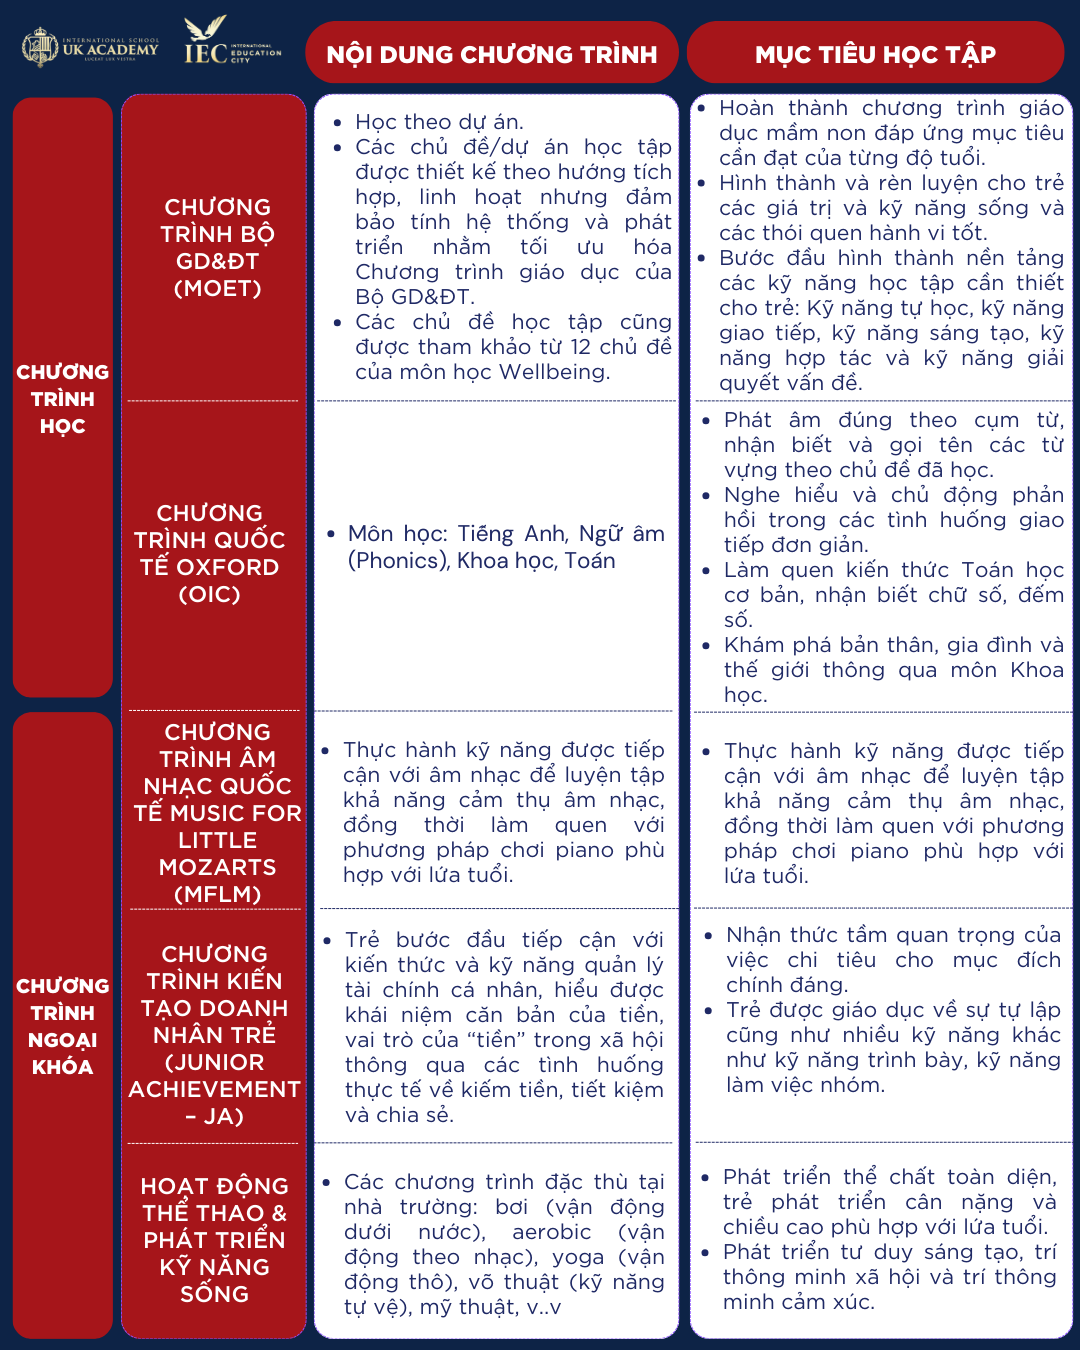 INTERNATIONAL SCHOOL
UK ACADEMY
LUCEAT LUX VESTRA
IEC INTERNATIONAL
EDUCATION
CITY
NỘI DUNG CHƯƠNG TRÌNH
MỤC TIÊU HỌC TẬP
CHƯƠNG
TRÌNH
HỌC
CHƯƠNG
TRÌNH BỘ
GD&ĐT
(MOET)
• Học theo dự án.
• Các chủ đề/dự án học tập
được thiết kế theo hướng tích
hợp, linh hoạt nhưng đảm
bảo tính hệ thống và phát
triển nhằm tối ưu hóa
Chương trình giáo dục của
Bộ GD&ĐT.
• Các chủ đề học tập cũng
được tham khảo từ 12 chủ đề
của môn học Wellbeing.
• Hoàn thành chương trình giáo
dục mầm non đáp ứng mục tiêu
cần đạt của từng độ tuổi.
• Hình thành và rèn luyện cho trẻ
các giá trị và kỹ năng sống và
các thói quen hành vi tốt.
• Bước đầu hình thành nền tảng
các kỹ năng học tập cần thiết
cho trẻ: Kỹ năng tự học, kỹ năng
giao tiếp, kỹ năng sáng tạo, kỹ
năng hợp tác và kỹ năng giải
quyết vấn đề.
CHƯƠNG
TRÌNH QUỐC
TẾ OXFORD
(OIC)
• Môn học: Tiếng Anh, Ngữ âm
(Phonics), Khoa học, Toán
• Phát âm đúng theo cụm từ,
nhận biết và gọi tên các từ
vựng theo chủ đề đã học.
• Nghe hiểu và chủ động phản
hồi trong các tình huống giao
tiếp đơn giản.
• Làm quen kiến thức Toán học
cơ bản, nhận biết chữ số, đếm
số.
• Khám phá bản thân, gia đình và
thế giới thông qua môn Khoa
học.
CHƯƠNG
TRÌNH
NGOẠI
KHÓA
CHƯƠNG
TRÌNH ÂM
NHẠC QUỐC
TẾ MUSIC FOR
LITTLE
MOZARTS
(MFLM)
• Thực hành kỹ năng được tiếp
cận với âm nhạc để luyện tập
khả năng cảm thụ âm nhạc,
đồng thời làm quen với
phương pháp chơi piano phù
hợp với lứa tuổi.
• Thực hành kỹ năng được tiếp
cận với âm nhạc để luyện tập
khả năng cảm thụ âm nhạc,
đồng thời làm quen với phương
pháp chơi piano phù hợp với
lứa tuổi.
CHƯƠNG
TRÌNH KIẾN
TẠO DOANH
NHÂN TRẺ
(JUNIOR
ACHIEVEMENT
– JA)
• Trẻ bước đầu tiếp cận với
kiến thức và kỹ năng quản lý
tài chính cá nhân, hiểu được
khái niệm căn bản của tiền,
vai trò của “tiền” trong xã hội
thông qua các tình huống
thực tế về kiếm tiền, tiết kiệm
và chia sẻ.
• Nhận thức tầm quan trọng của
việc chi tiêu cho mục đích
chính đáng.
• Trẻ được giáo dục về sự tự lập
cũng như nhiều kỹ năng khác
như kỹ năng trình bày, kỹ năng
làm việc nhóm.
HOẠT ĐỘNG
THỂ THAO &
PHÁT TRIỂN
KỸ NĂNG
SỐNG
• Các chương trình đặc thù tại
nhà trường: bơi (vận động
dưới nước), aerobic (vận
động theo nhạc), yoga (vận
động thô), võ thuật (kỹ năng
tự vệ), mỹ thuật, v..v
• Phát triển thể chất toàn diện,
trẻ phát triển cân nặng và
chiều cao phù hợp với lứa tuổi.
• Phát triển tư duy sáng tạo, trí
thông minh xã hội và trí thông
minh cảm xúc.